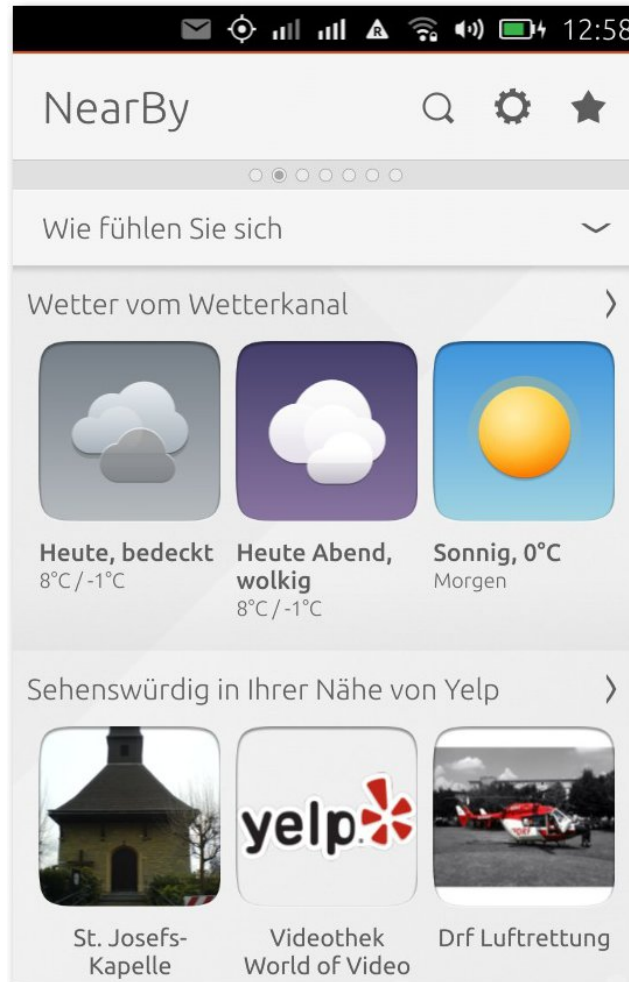 12:58
NearBy
Wie fühlen Sie sich
Wetter vom Wetterkanal
Heute, bedeckt
8°C / -1°C
Heute Abend,
wolkig
8°C / -1°C
Sonnig, 0°C
Morgen
Sehenswürdig in Ihrer Nähe von Yelp
yelp
St. Josefs-
Kapelle
Videothek
World of Video
Drf Luftrettung